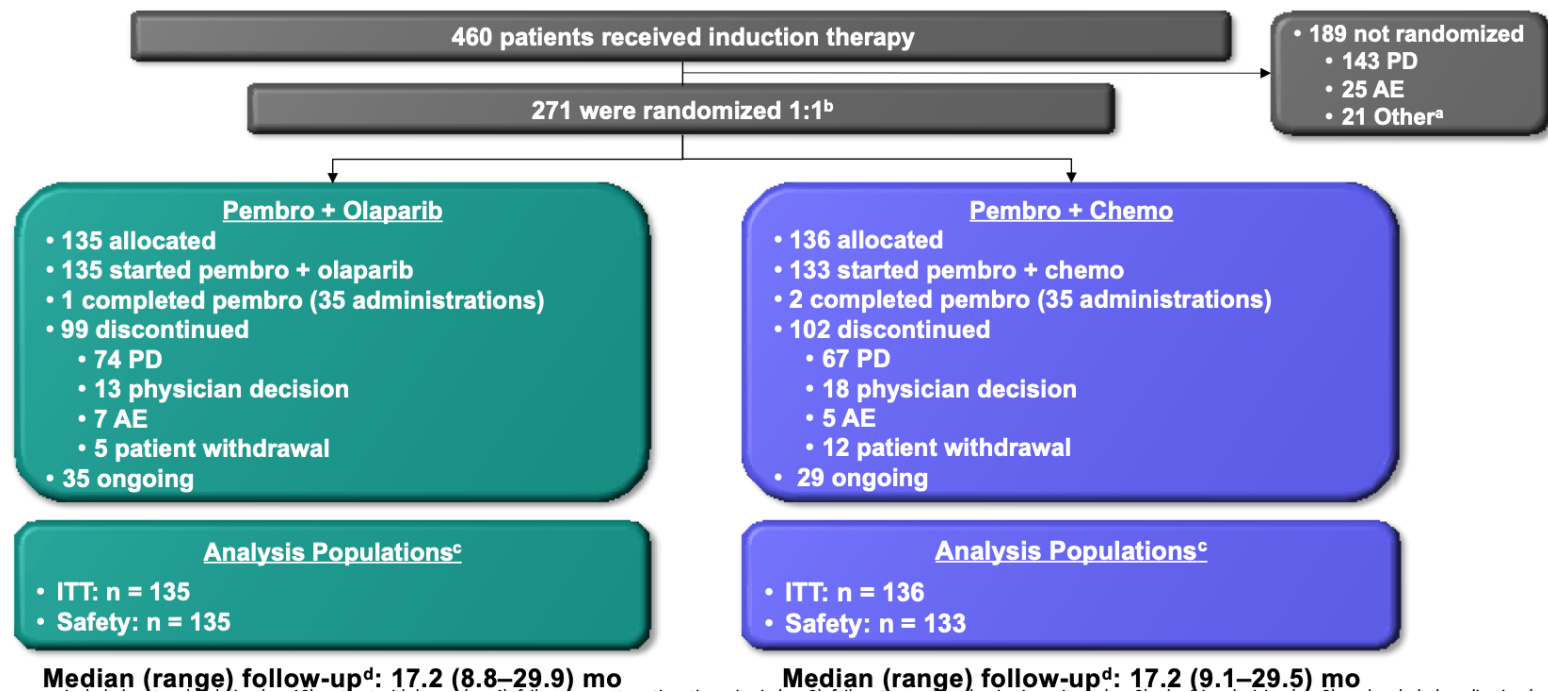 460 patients received induction therapy
• 189 not randomized
• 143 PD
• 25 AE
• 21 Otherᵃ
271 were randomized 1:1ᵇ
Pembro + Olaparib
• 135 allocated
• 135 started pembro + olaparib
• 1 completed pembro (35 administrations)
• 99 discontinued
• 74 PD
• 13 physician decision
• 7 AE
• 5 patient withdrawal
• 35 ongoing
Pembro + Chemo
• 136 allocated
• 133 started pembro + chemo
• 2 completed pembro (35 administrations)
• 102 discontinued
• 67 PD
• 18 physician decision
• 5 AE
• 12 patient withdrawal
• 29 ongoing
Analysis Populationsᶜ
• ITT: n = 135
• Safety: n = 135
Analysis Populationsᶜ
• ITT: n = 136
• Safety: n = 133
Median (range) follow-upᵈ: 17.2 (8.8–29.9) mo
Median (range) follow-upᵈ: 17.2 (9.1–29.5) mo